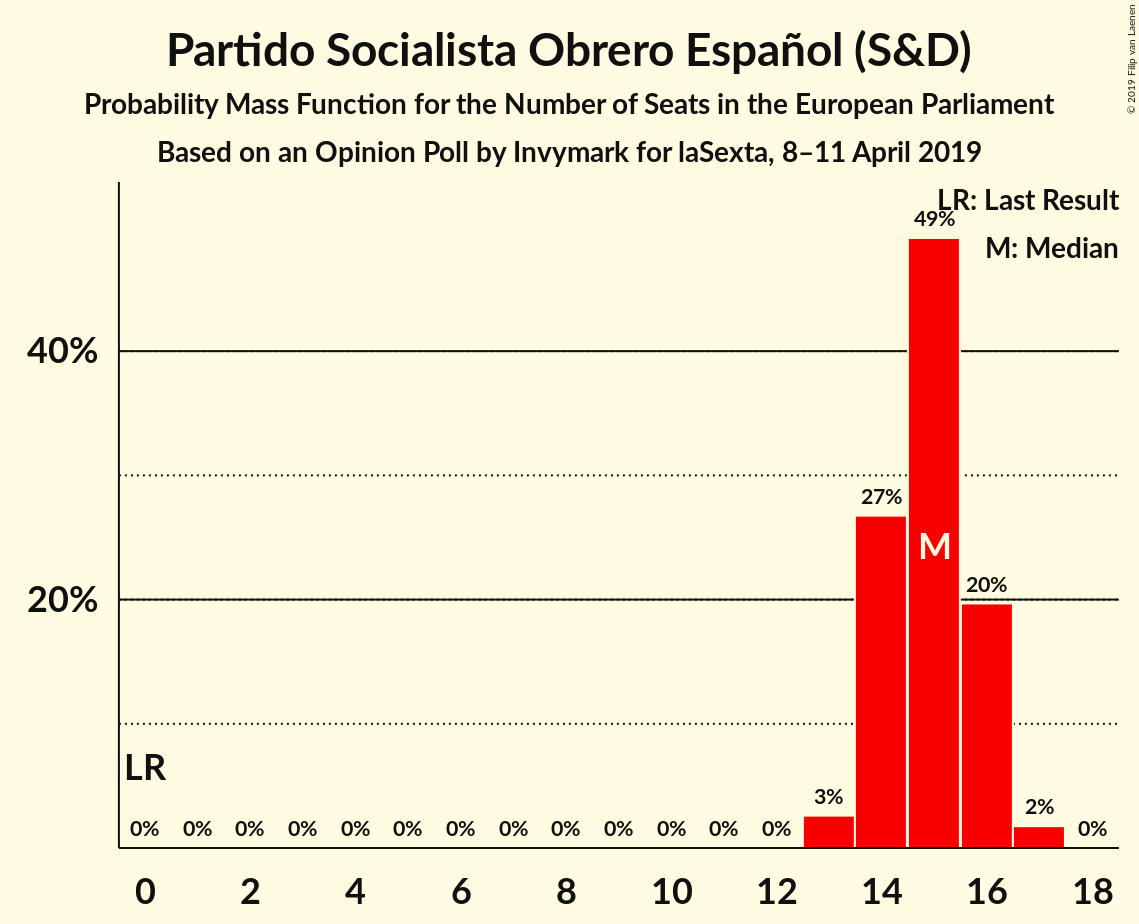 Partido Socialista Obrero Español (S&D)
Probability Mass Function for the Number of Seats in the European Parliament
Based on an Opinion Poll by Invymark for laSexta, 8–11 April 2019
© 2019 Filip van Laenen
LR: Last Result
M: Median
49%
40%
27%
M
20%
20%
LR
0% 0% 0% 0% 0% 0% 0% 0% 0% 0% 0% 0% 0% 3% 2% 0%
0 2 4 6 8 10 12 14 16 18